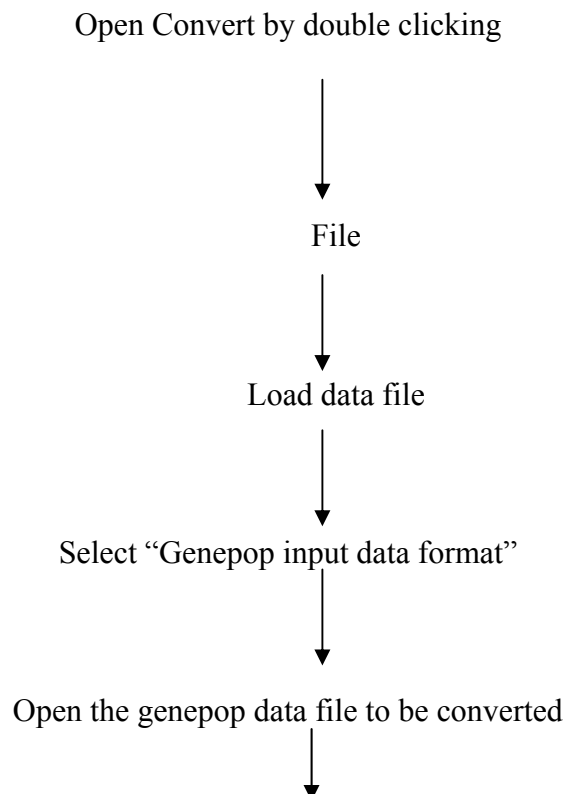 Open Convert by double clicking
File
Load data file
Select “Genepop input data format”
Open the genepop data file to be converted